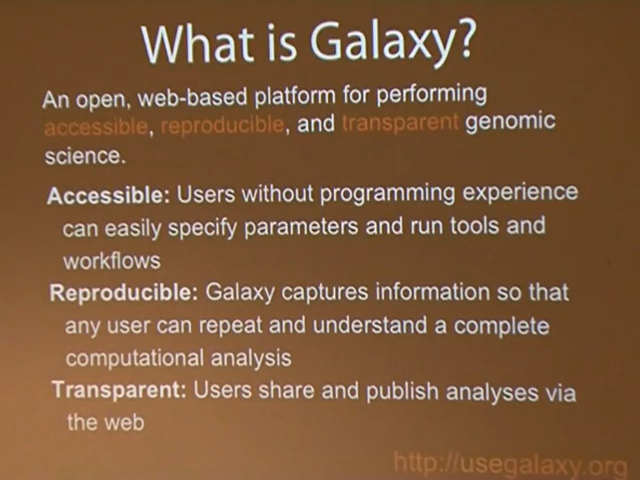 What is Galaxy?
An open, web-based platform for performing
accessible, reproducible, and transparent genomic
science.
Accessible: Users without programming experience
can easily specify parameters and run tools and
workflows
Reproducible: Galaxy captures information so that
any user can repeat and understand a complete
computational analysis
Transparent: Users share and publish analyses via
the web
http://usegalaxy.org